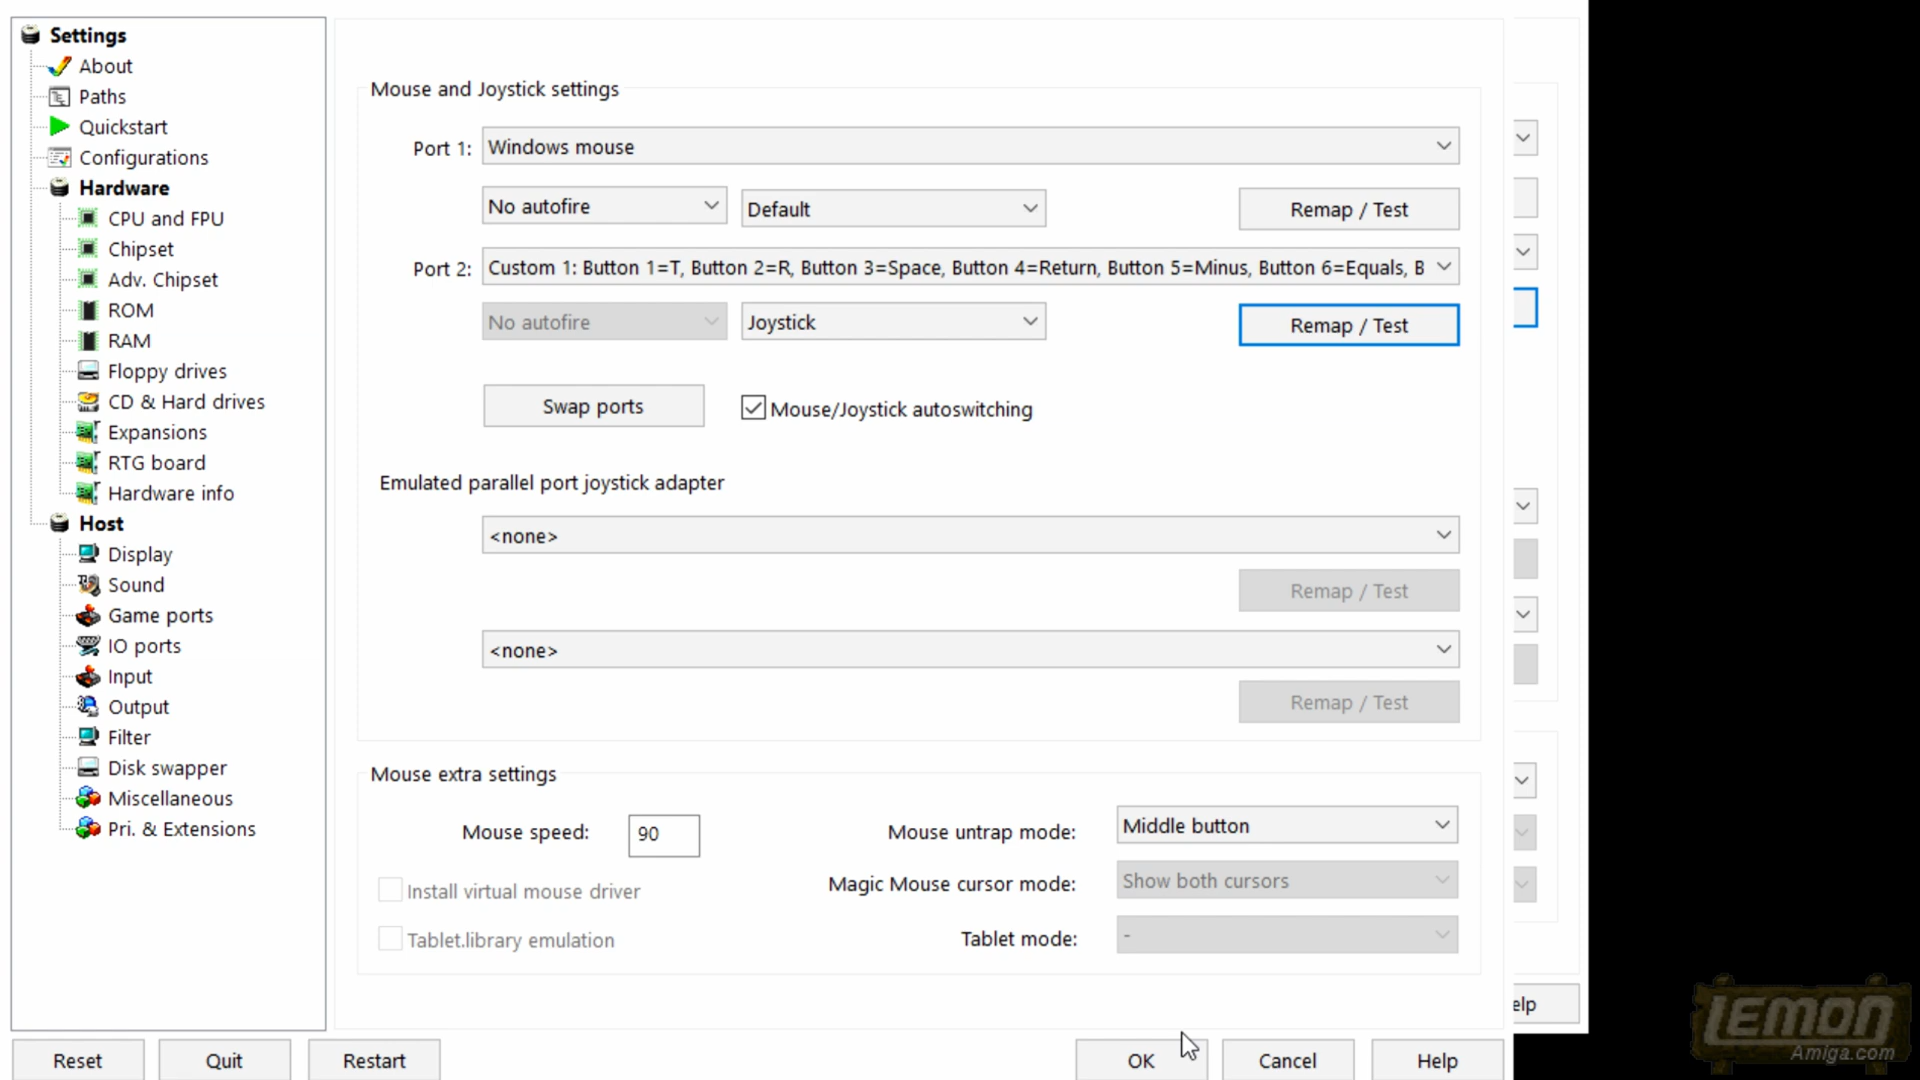 Settings
About
Paths
Quickstart
Configurations
Hardware
CPU and FPU
Chipset
Adv. Chipset
ROM
RAM
Floppy drives
CD & Hard drives
Expansions
RTG board
Hardware info
Host
Display
Sound
Game ports
IO ports
Input
Output
Filter
Disk swapper
Miscellaneous
Pri. & Extensions
Mouse and Joystick settings
Port 1: Windows mouse
No autofire Default Remap / Test
Port 2: Custom 1: Button 1=T, Button 2=R, Button 3=Space, Button 4=Return, Button 5=Minus, Button 6=Equals, B
No autofire Joystick Remap / Test
Swap ports Mouse/Joystick autoswitching
Emulated parallel port joystick adapter
<none>
Remap / Test
<none>
Remap / Test
Mouse extra settings
Mouse speed: 90 Mouse untrap mode: Middle button
Install virtual mouse driver Magic Mouse cursor mode: Show both cursors
Tablet.library emulation Tablet mode: -
elp
Reset Quit Restart OK Cancel Help
LEMON
Amiga.com